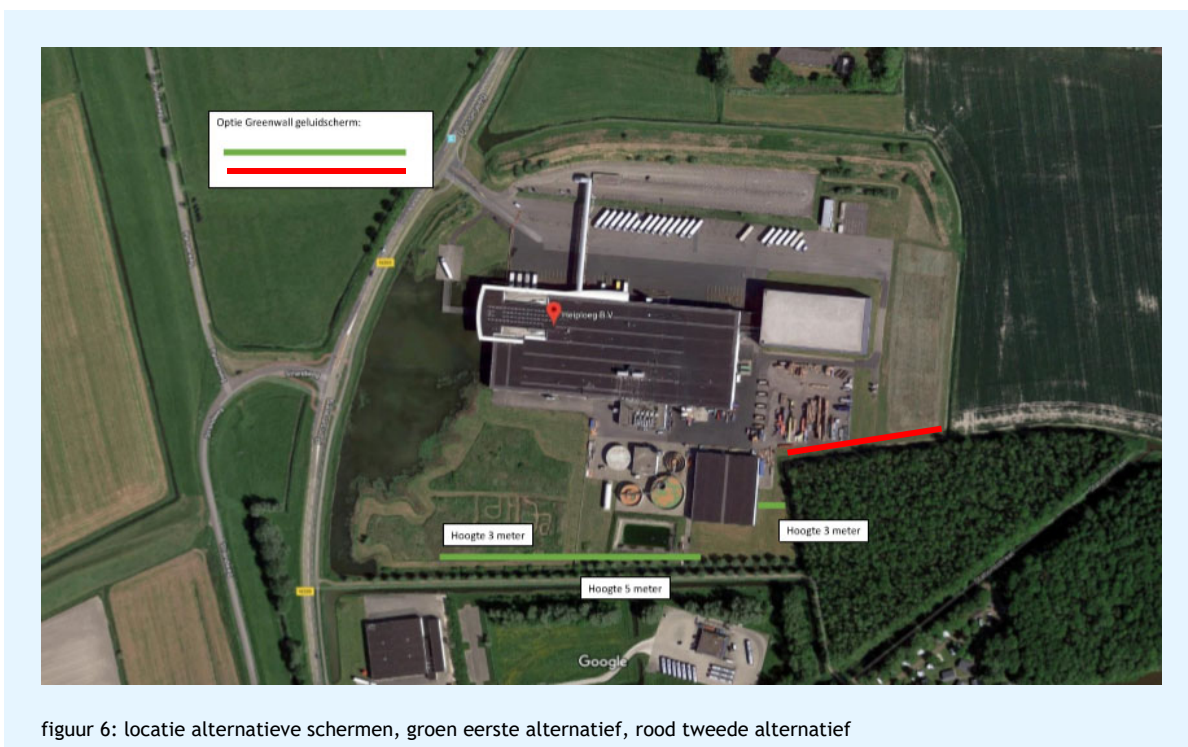 Optie Greenwall geluidscherm:
Heiploeg B.V.
Hoogte 3 meter
Hoogte 3 meter
Hoogte 5 meter
Google
figuur 6: locatie alternatieve schermen, groen eerste alternatief, rood tweede alternatief